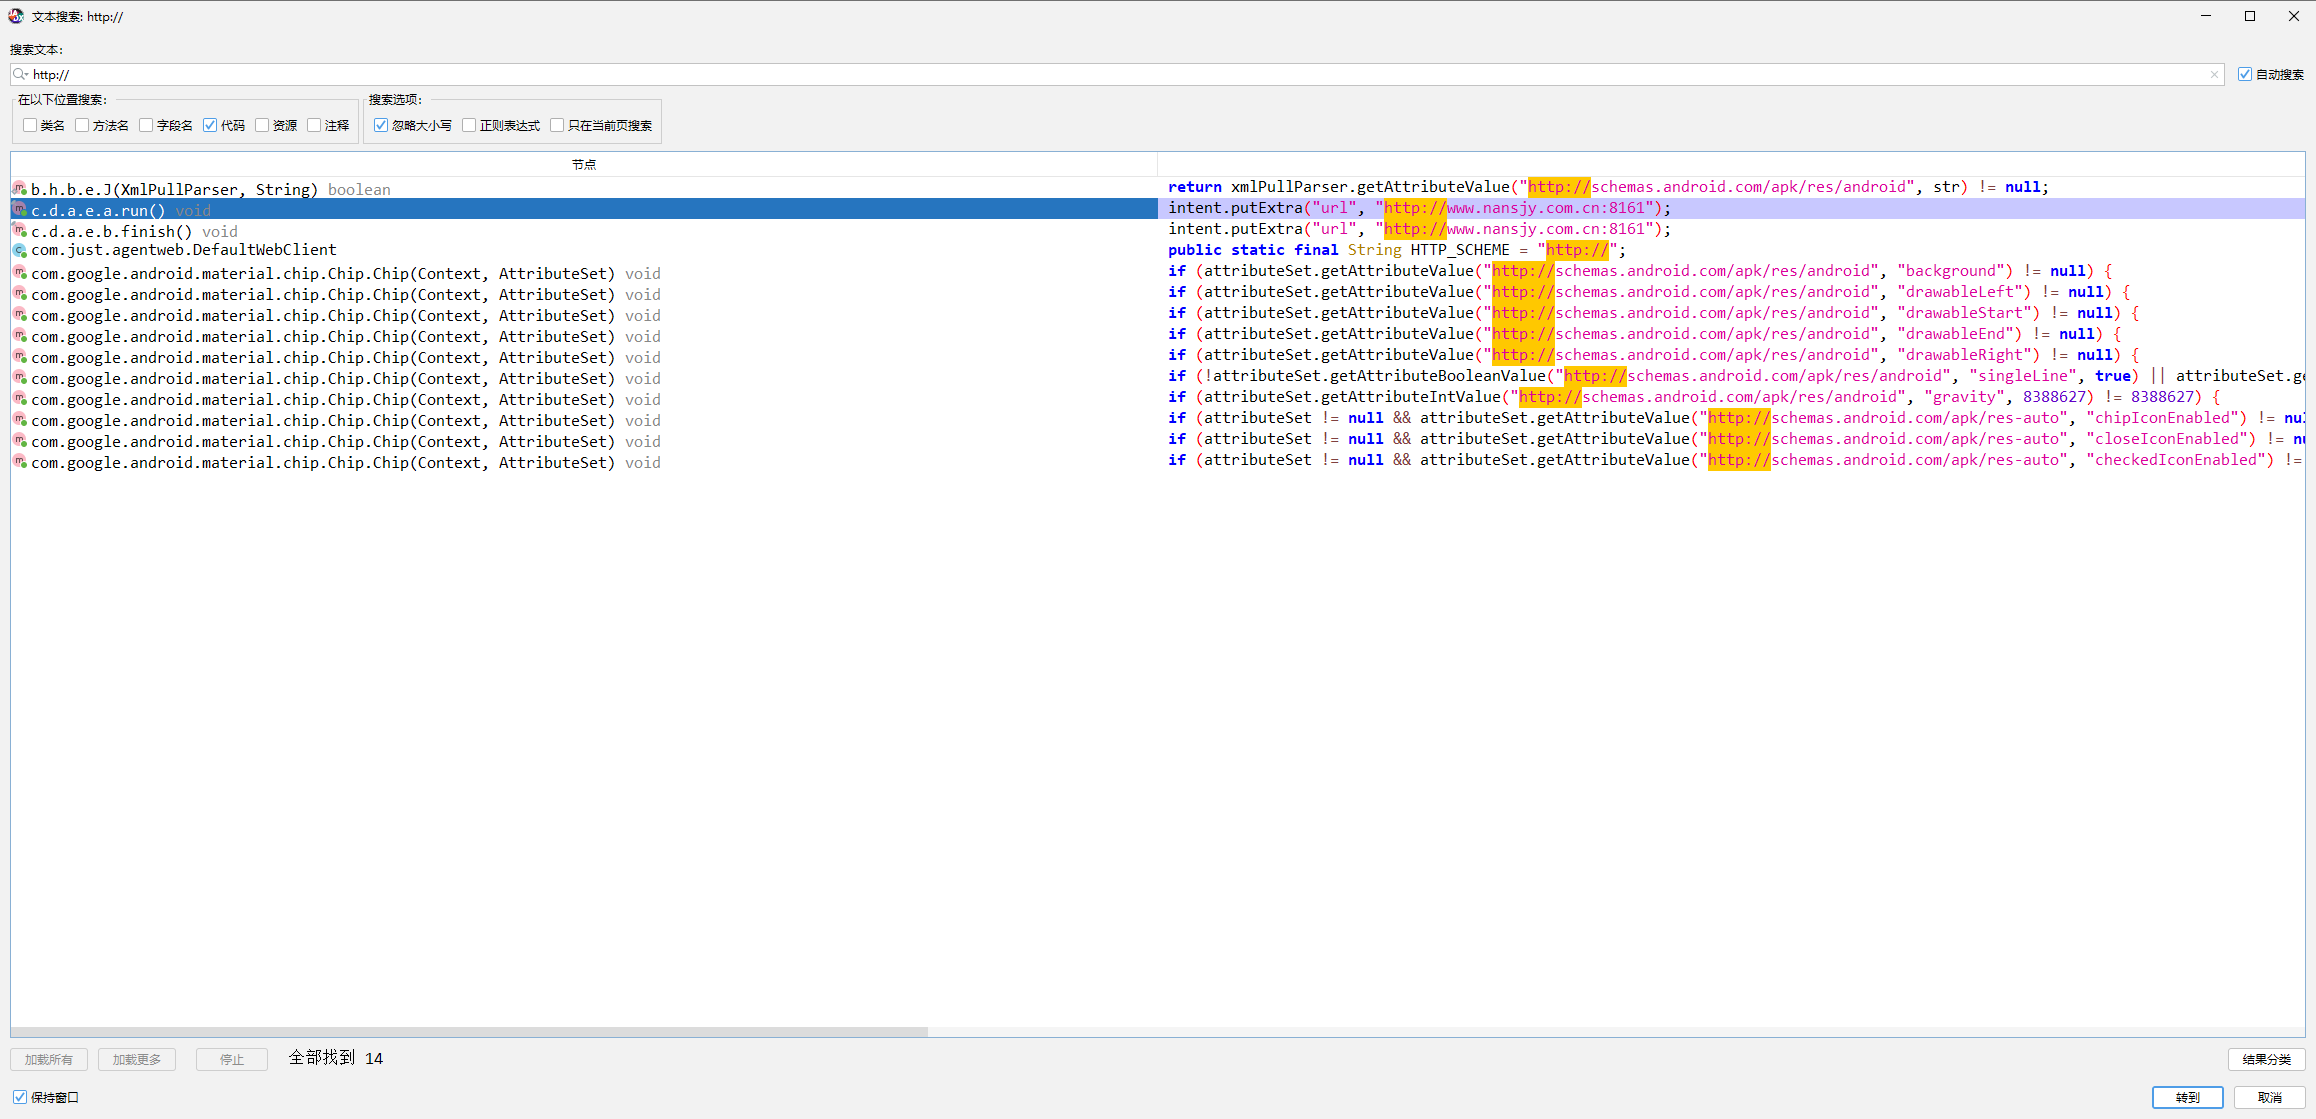 文本搜索: http://
搜索文本:
http://
自动搜索
在以下位置搜索:
类名 方法名 字段名 代码 资源 注释
搜索选项:
忽略大小写 正则表达式 只在当前页搜索
节点
b.h.b.e.J(XmlPullParser, String) boolean return xmlPullParser.getAttributeValue("http://schemas.android.com/apk/res/android", str) != null;
c.d.a.e.a.run() void intent.putExtra("url", "http://www.nansjy.com.cn:8161");
c.d.a.e.b.finish() void intent.putExtra("url", "http://www.nansjy.com.cn:8161");
com.just.agentweb.DefaultWebClient public static final String HTTP_SCHEME = "http://";
com.google.android.material.chip.Chip.Chip(Context, AttributeSet) void if (attributeSet.getAttributeValue("http://schemas.android.com/apk/res/android", "background") != null) {
com.google.android.material.chip.Chip.Chip(Context, AttributeSet) void if (attributeSet.getAttributeValue("http://schemas.android.com/apk/res/android", "drawableLeft") != null) {
com.google.android.material.chip.Chip.Chip(Context, AttributeSet) void if (attributeSet.getAttributeValue("http://schemas.android.com/apk/res/android", "drawableStart") != null) {
com.google.android.material.chip.Chip.Chip(Context, AttributeSet) void if (attributeSet.getAttributeValue("http://schemas.android.com/apk/res/android", "drawableEnd") != null) {
com.google.android.material.chip.Chip.Chip(Context, AttributeSet) void if (attributeSet.getAttributeValue("http://schemas.android.com/apk/res/android", "drawableRight") != null) {
com.google.android.material.chip.Chip.Chip(Context, AttributeSet) void if (!attributeSet.getAttributeBooleanValue("http://schemas.android.com/apk/res/android", "singleLine", true) || attributeSet.ge
com.google.android.material.chip.Chip.Chip(Context, AttributeSet) void if (attributeSet.getAttributeIntValue("http://schemas.android.com/apk/res/android", "gravity", 8388627) != 8388627) {
com.google.android.material.chip.Chip.Chip(Context, AttributeSet) void if (attributeSet != null && attributeSet.getAttributeValue("http://schemas.android.com/apk/res-auto", "chipIconEnabled") != nul
com.google.android.material.chip.Chip.Chip(Context, AttributeSet) void if (attributeSet != null && attributeSet.getAttributeValue("http://schemas.android.com/apk/res-auto", "closeIconEnabled") != nu
com.google.android.material.chip.Chip.Chip(Context, AttributeSet) void if (attributeSet != null && attributeSet.getAttributeValue("http://schemas.android.com/apk/res-auto", "checkedIconEnabled") !=
加载所有 加载更多 停止 全部找到 14 结果分类
保持窗口 转到 取消